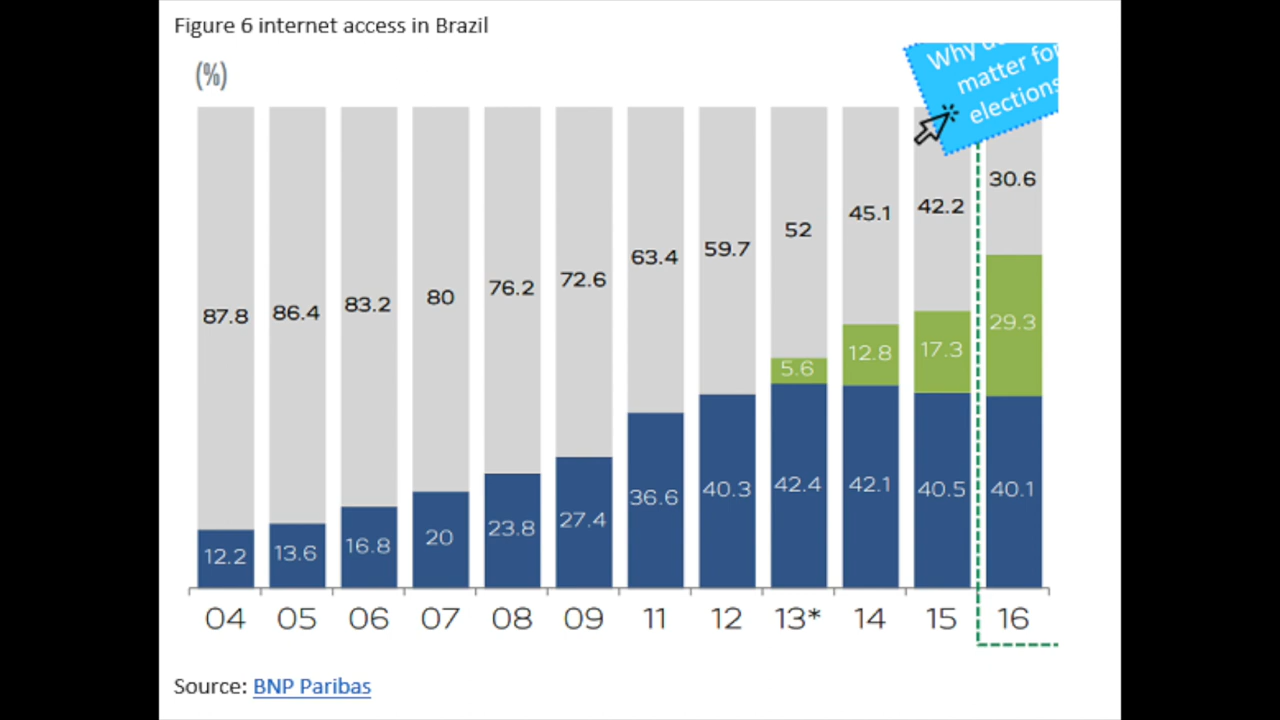 Figure 6 internet access in Brazil
(%)
Why
matter for
elections
87.8 86.4 83.2 80 76.2 72.6 63.4 59.7 52 45.1 42.2 30.6
5.6 12.8 17.3 29.3
12.2 13.6 16.8 20 23.8 27.4 36.6 40.3 42.4 42.1 40.5 40.1
04 05 06 07 08 09 11 12 13* 14 15 16
Source: BNP Paribas